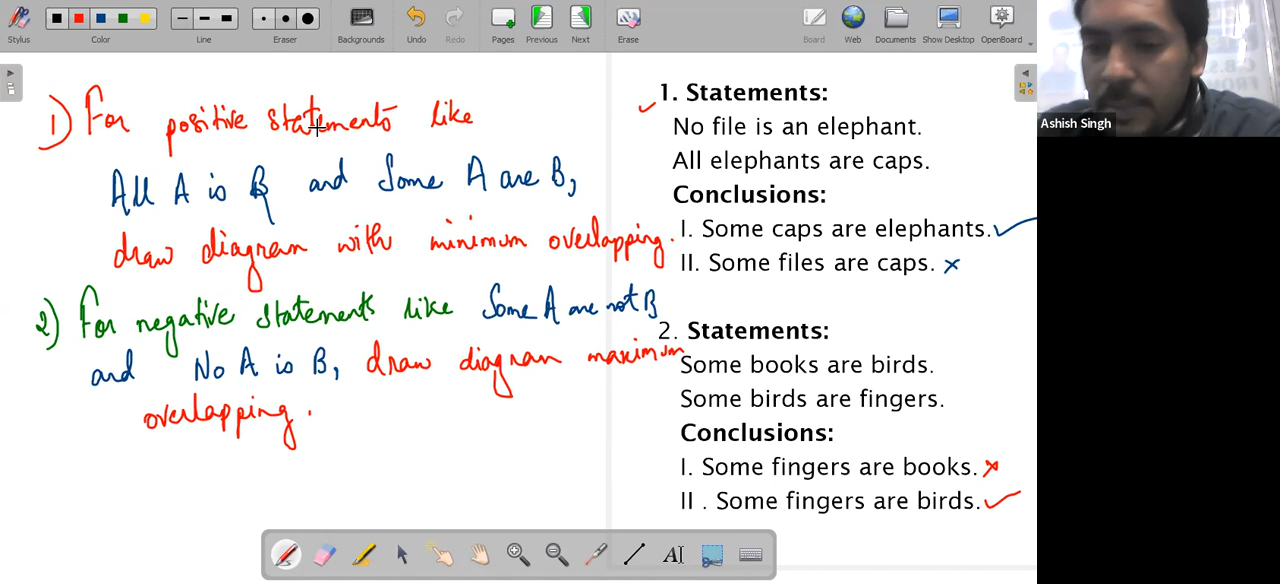 Stylus
Color
Line
Eraser
Backgrounds
Undo
Redo
Pages
Previous
Next
Erase
Board
Web
Documents
Show Desktop
OpenBoard
Ashish Singh
1) For positive statements like
All A is B and Some A are B,
draw diagram with minimum overlapping.
2) For negative statements like Some A are not B
and No A is B, draw diagram maximum
overlapping.
1. Statements:
No file is an elephant.
All elephants are caps.
Conclusions:
I. Some caps are elephants.
II. Some files are caps.
2. Statements:
Some books are birds.
Some birds are fingers.
Conclusions:
I. Some fingers are books.
II . Some fingers are birds.